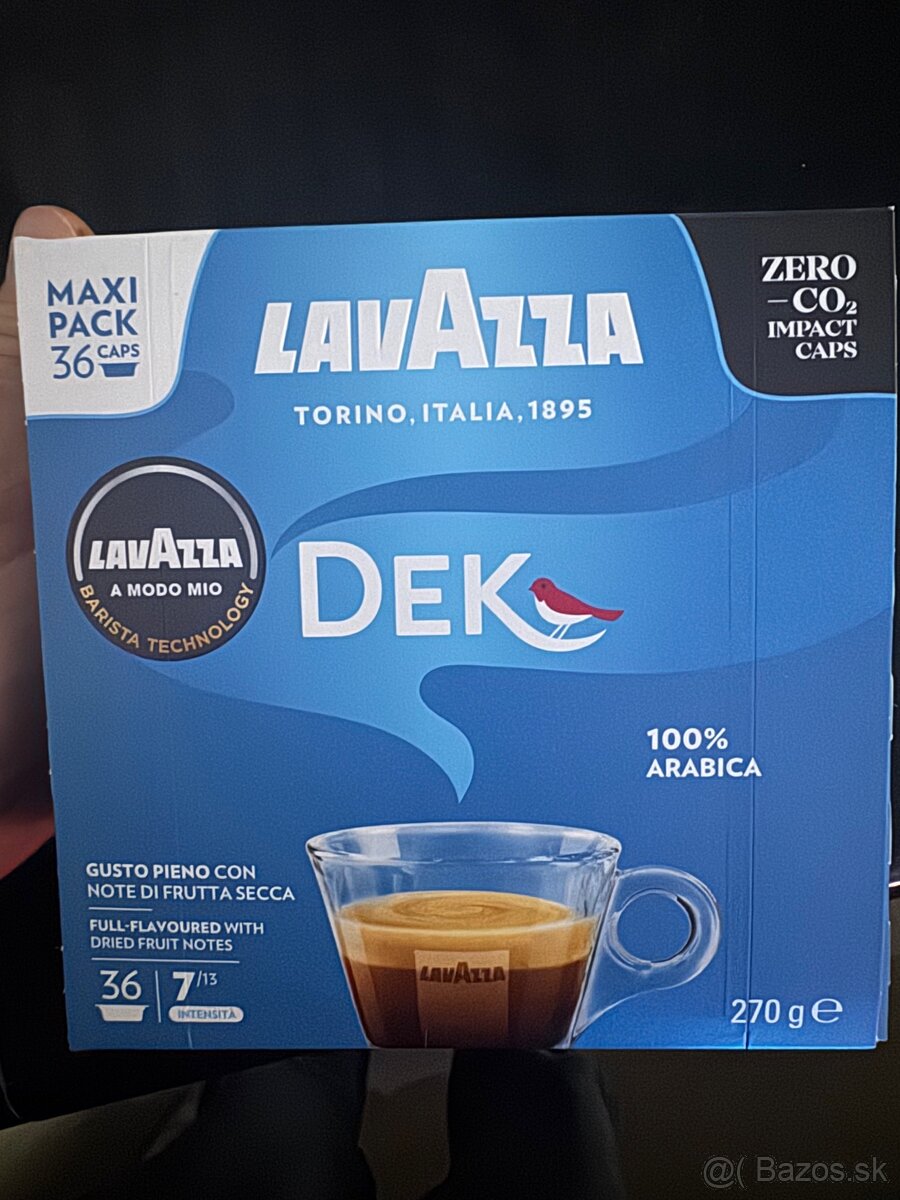 MAXI
PACK
36 CAPS
LAVAZZA
TORINO, ITALIA, 1895
ZERO
–CO₂
IMPACT
CAPS
LAVAZZA
A MODO MIO
BARISTA TECHNOLOGY
DEK
100%
ARABICA
GUSTO PIENO CON
NOTE DI FRUTTA SECCA
FULL-FLAVOURED WITH
DRIED FRUIT NOTES
36
7/13
INTENSITÀ
LAVAZZA
270 g ℮
@( Bazos.sk